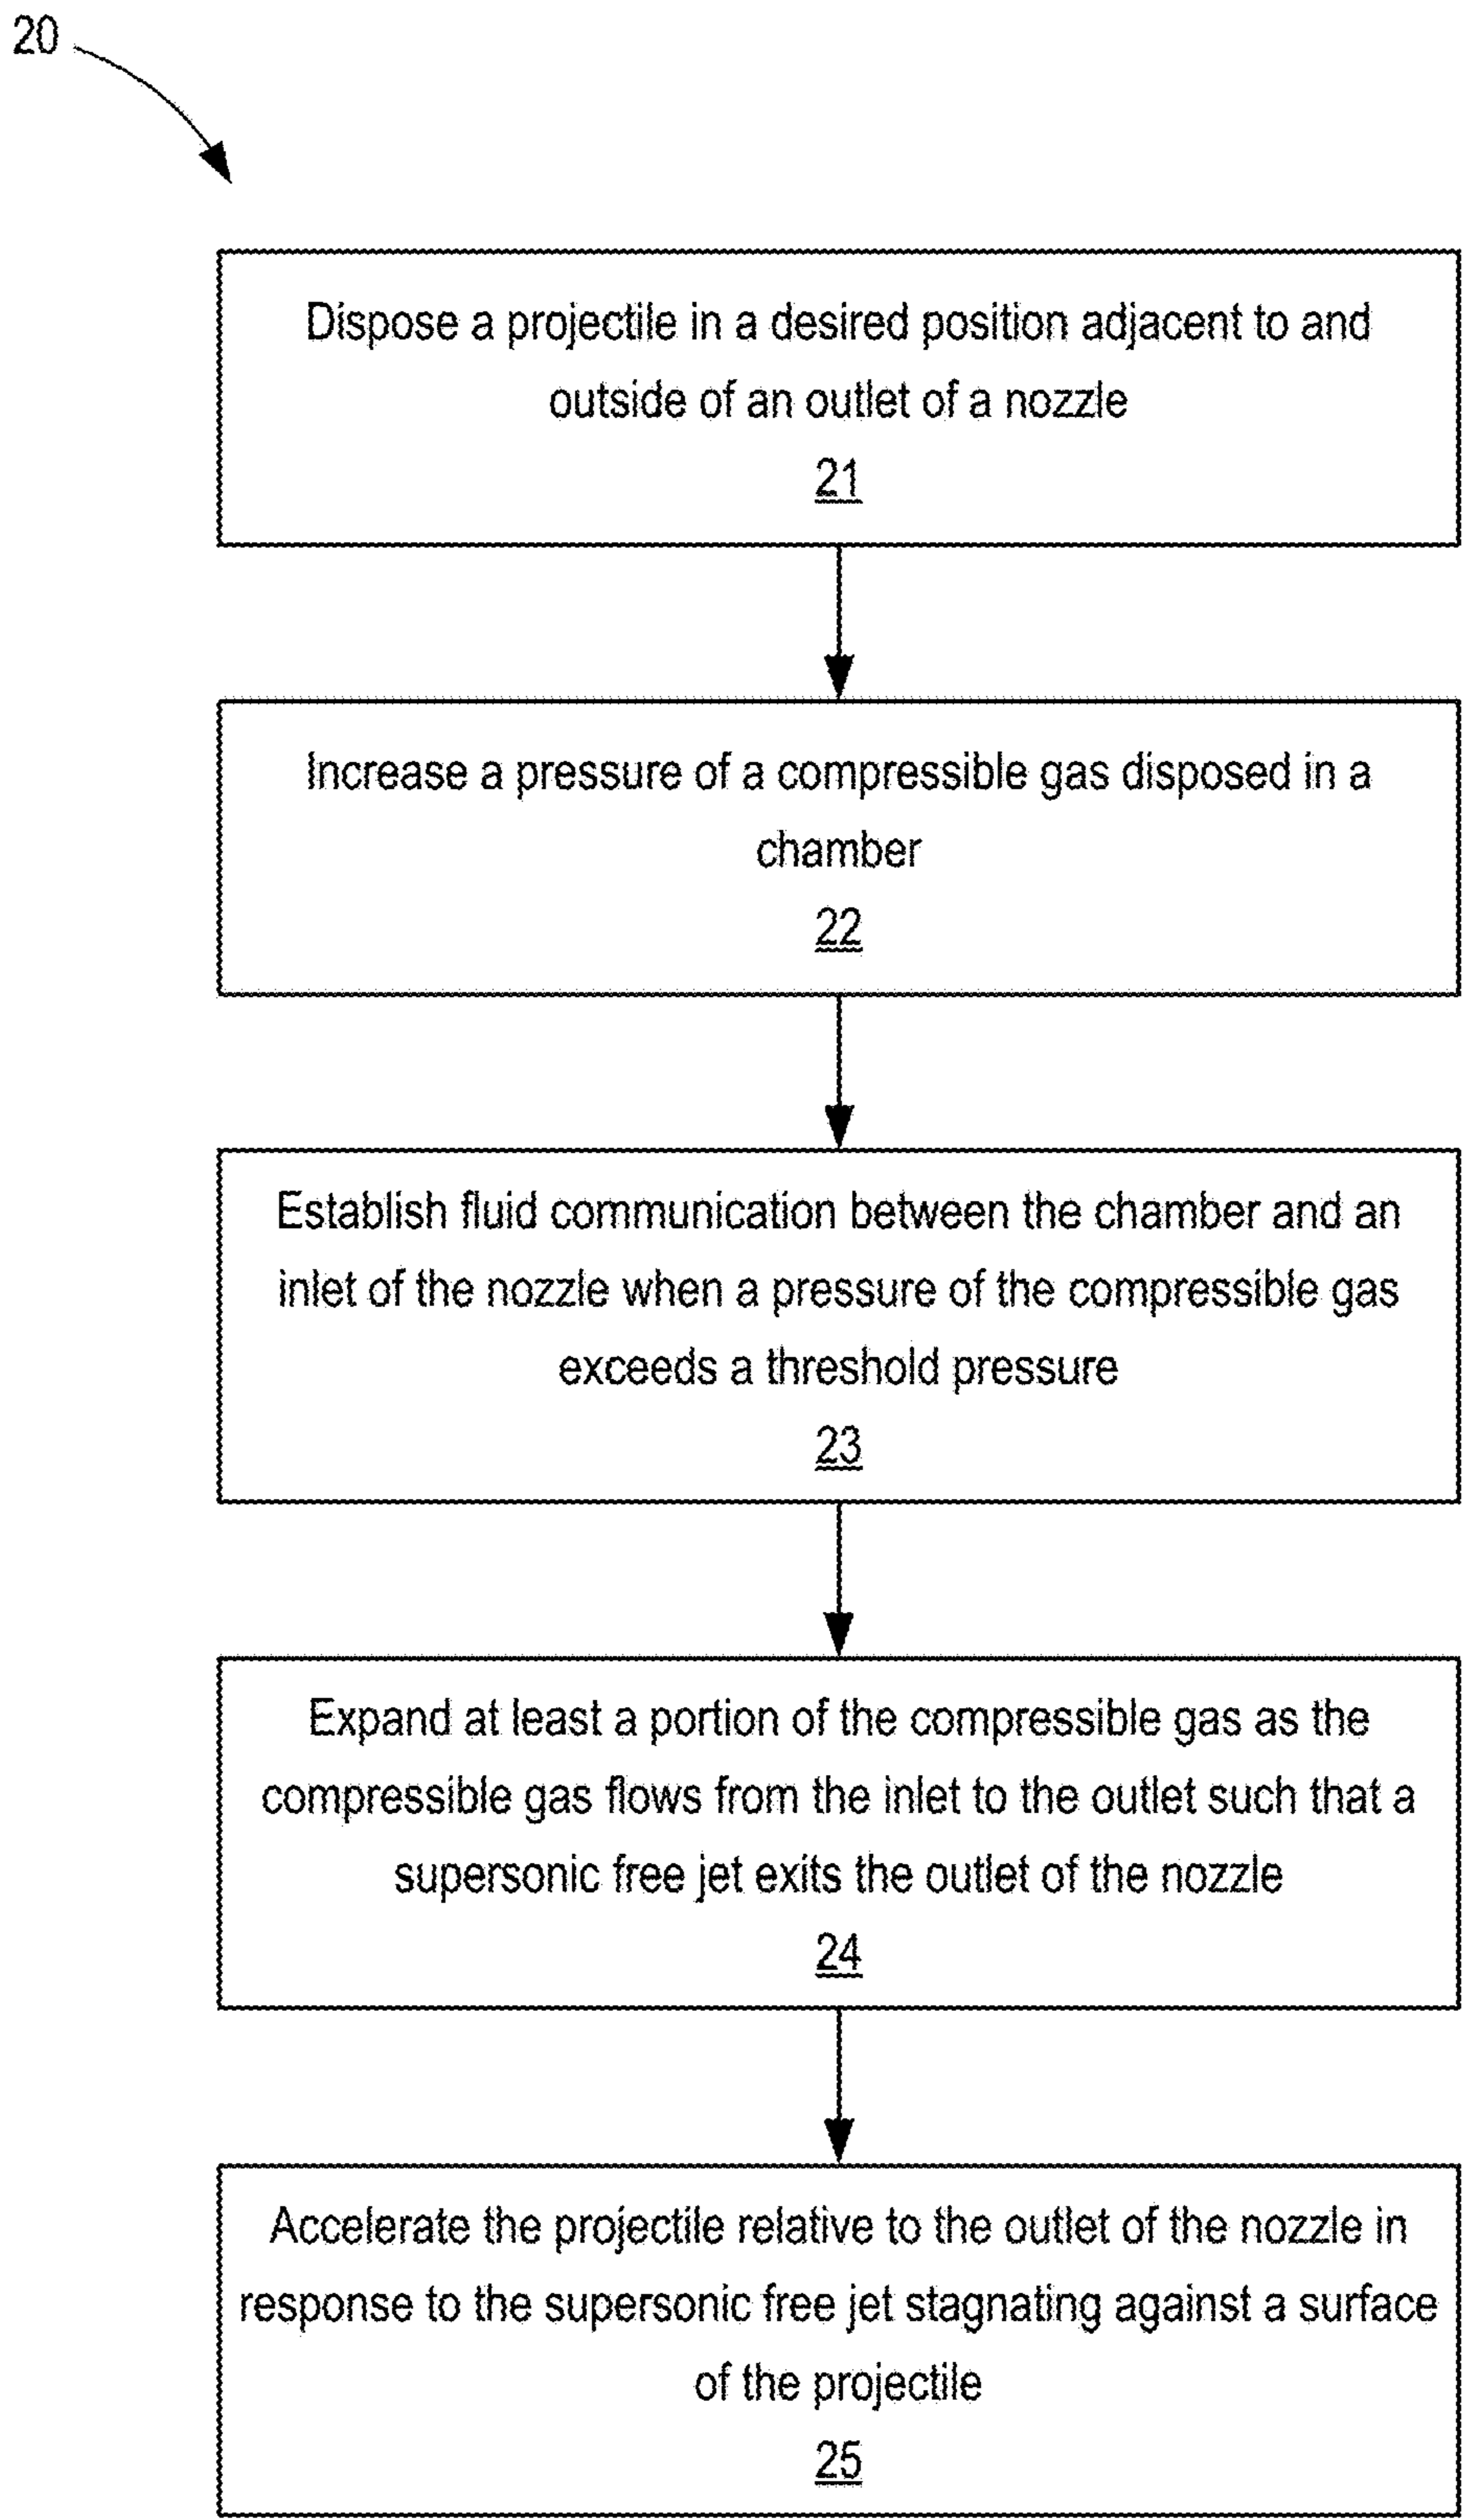 20
Dispose a projectile in a desired position adjacent to and
outside of an outlet of a nozzle
21
Increase a pressure of a compressible gas disposed in a
chamber
22
Establish fluid communication between the chamber and an
inlet of the nozzle when a pressure of the compressible gas
exceeds a threshold pressure
23
Expand at least a portion of the compressible gas as the
compressible gas flows from the inlet to the outlet such that a
supersonic free jet exits the outlet of the nozzle
24
Accelerate the projectile relative to the outlet of the nozzle in
response to the supersonic free jet stagnating against a surface
of the projectile
25